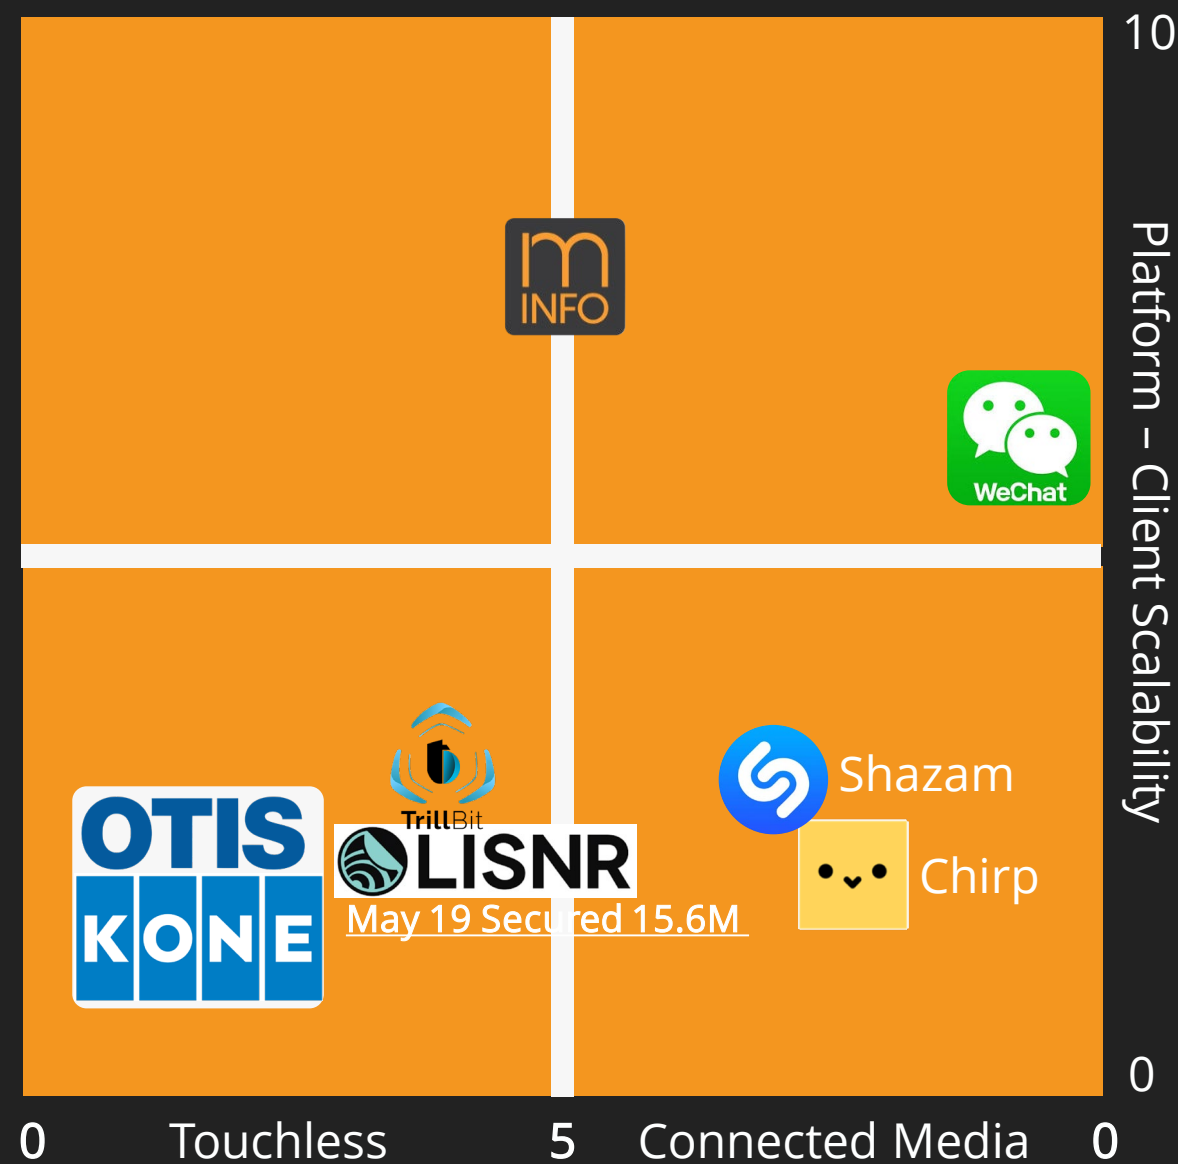 10
m
INFO
WeChat
Platform – Client Scalability
TrillBit
Shazam
OTIS
LISNR
KONE
Chirp
May 19 Secured 15.6M
0
0 Touchless 5 Connected Media 0